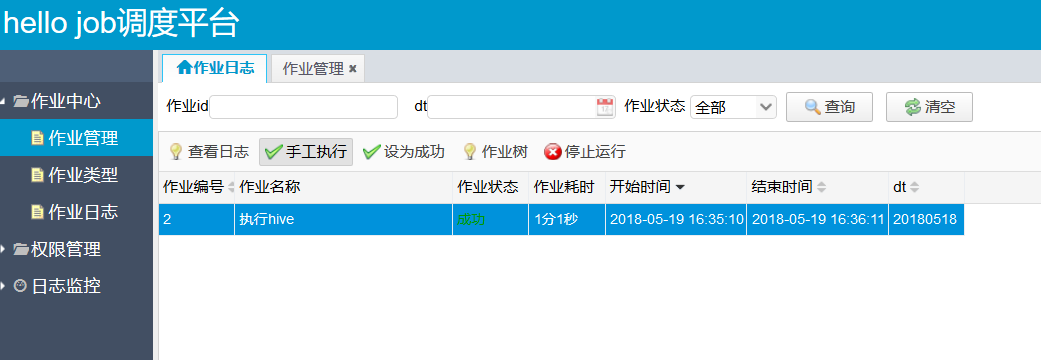 hello job调度平台
作业中心
作业管理
作业类型
作业日志
权限管理
日志监控
作业日志 作业管理
作业id dt 作业状态 全部 查询 清空
查看日志 手工执行 设为成功 作业树 停止运行
作业编号 作业名称 作业状态 作业耗时 开始时间 结束时间 dt
2 执行hive 成功 1分1秒 2018-05-19 16:35:10 2018-05-19 16:36:11 20180518